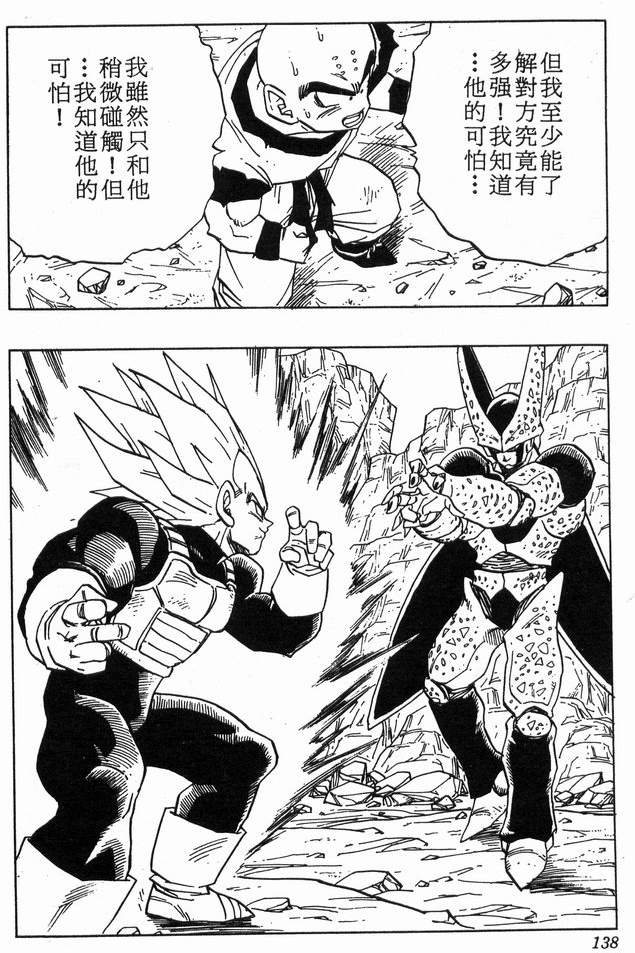 但我至少能了
解對方究竟有
多强！我知道
…他的可怕…
我雖然只和他
稍微碰觸！但
…我知道他的
可怕！
138